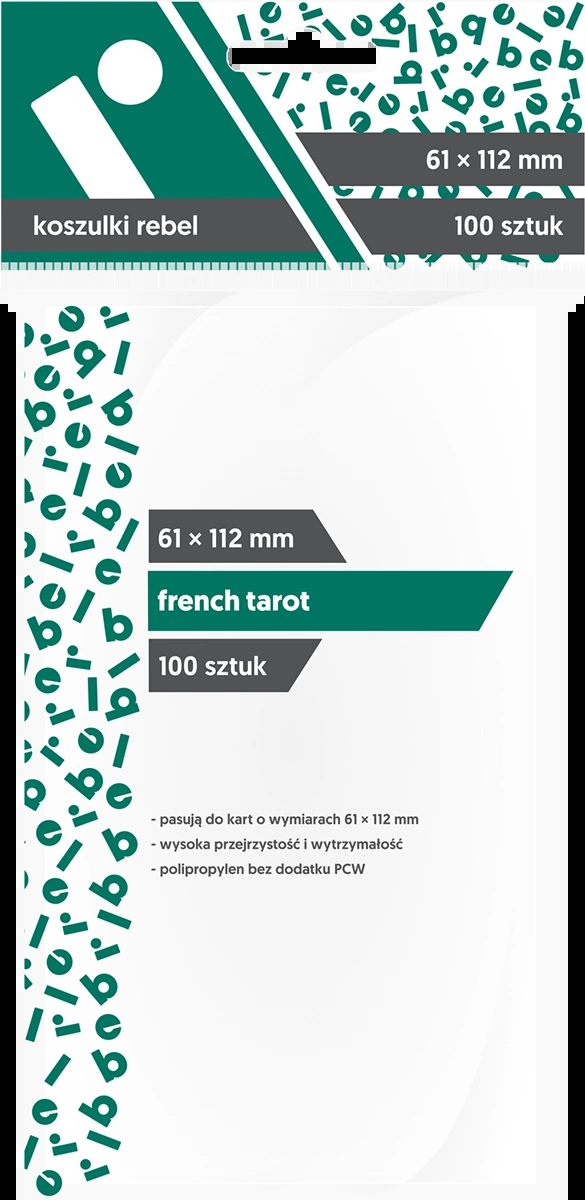 61 × 112 mm
koszulki rebel
100 sztuk
61 × 112 mm
french tarot
100 sztuk
- pasują do kart o wymiarach 61 × 112 mm
- wysoka przejrzystość i wytrzymałość
- polipropylen bez dodatku PCW